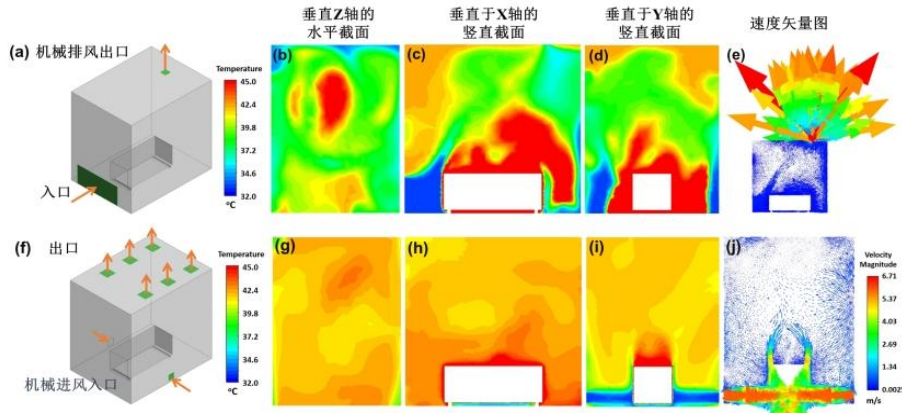 垂直Z轴的
水平截面
垂直于X轴的
竖直截面
垂直于Y轴的
竖直截面
速度矢量图
(a) 机械排风出口
入口
Temperature
45.0
42.4
39.8
37.2
34.6
32.0
°C
(b)
(c)
(d)
(e)
(f) 出口
机械进风入口
Temperature
45.0
42.4
39.8
37.2
34.6
32.0
°C
(g)
(h)
(i)
(j)
Velocity
Magnitude
6.71
5.37
4.03
2.69
1.34
0.0025
m/s